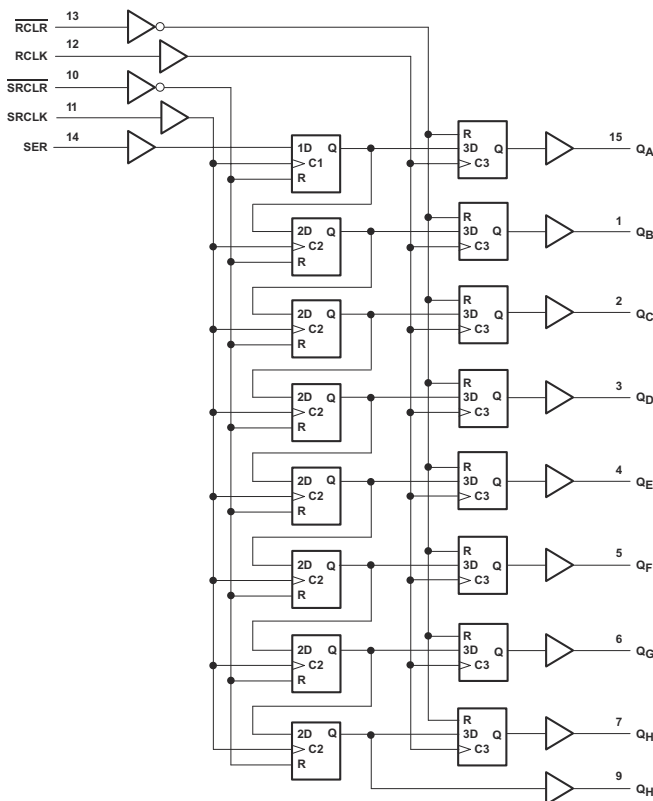 RCLR 13
RCLK 12
SRCLR 10
SRCLK 11
SER 14
1D Q
C1
R
R
3D Q
C3
15 QA
2D Q
C2
R
R
3D Q
C3
1 QB
2D Q
C2
R
R
3D Q
C3
2 QC
2D Q
C2
R
R
3D Q
C3
3 QD
2D Q
C2
R
R
3D Q
C3
4 QE
2D Q
C2
R
R
3D Q
C3
5 QF
2D Q
C2
R
R
3D Q
C3
6 QG
2D Q
C2
R
R
3D Q
C3
7 QH
9 QH